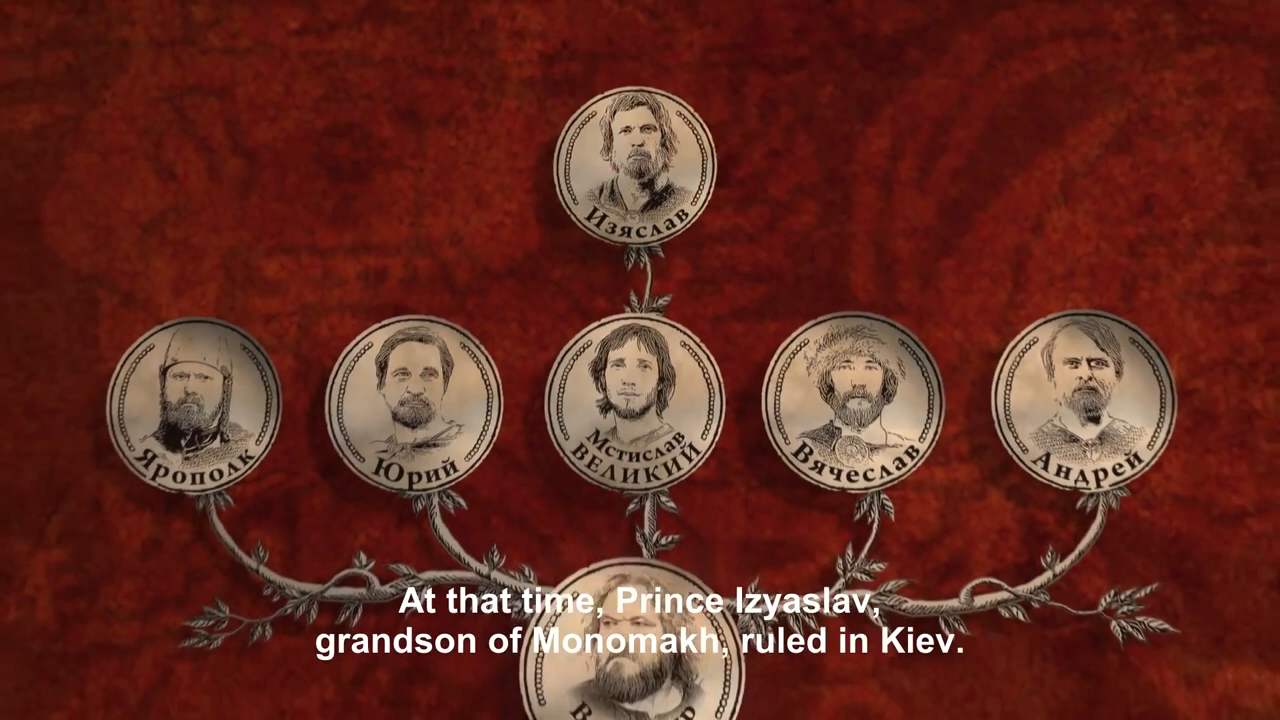 Изяслав
Ярополк
Юрий
Мстислав
ВЕЛИКИЙ
Вячеслав
Андрей
At that time, Prince Izyaslav,
grandson of Monomakh, ruled in Kiev.